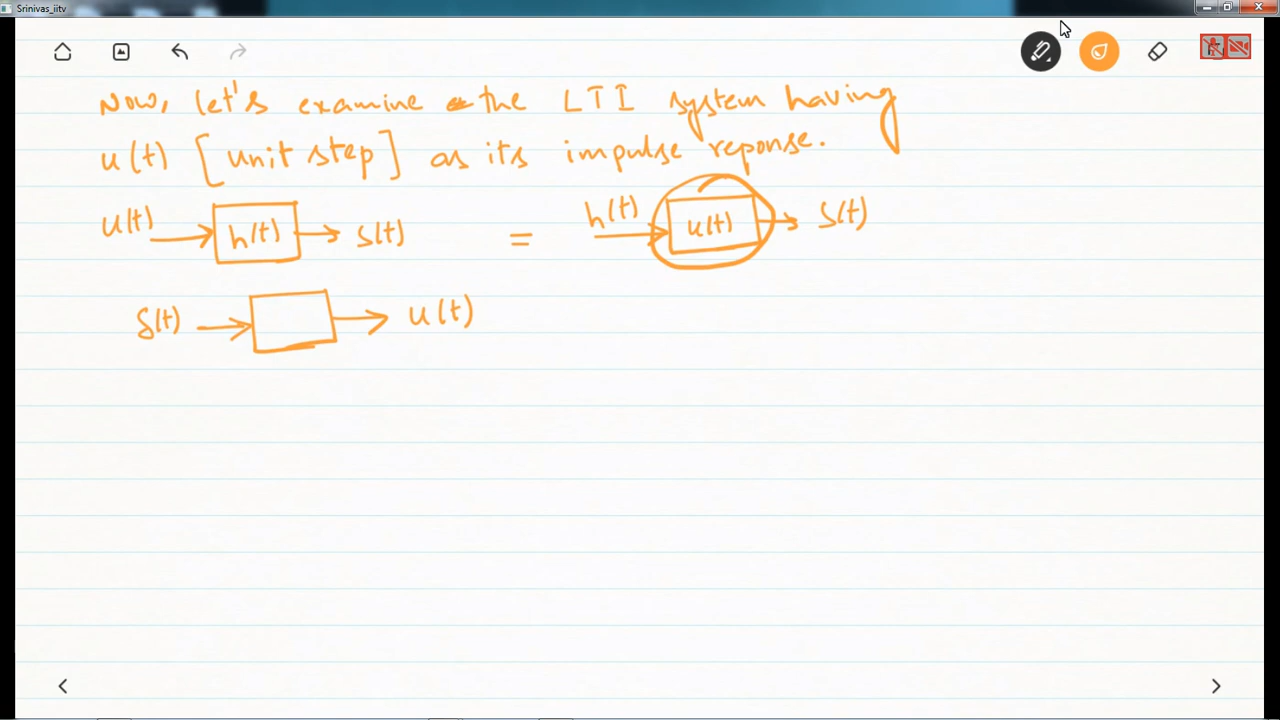 Srinivas_iitv
Now, let's examine the LTI system having
u(t) [unit step] as its impulse reponse.
u(t) → h(t) → s(t) = h(t) → u(t) → s(t)
δ(t) → → u(t)